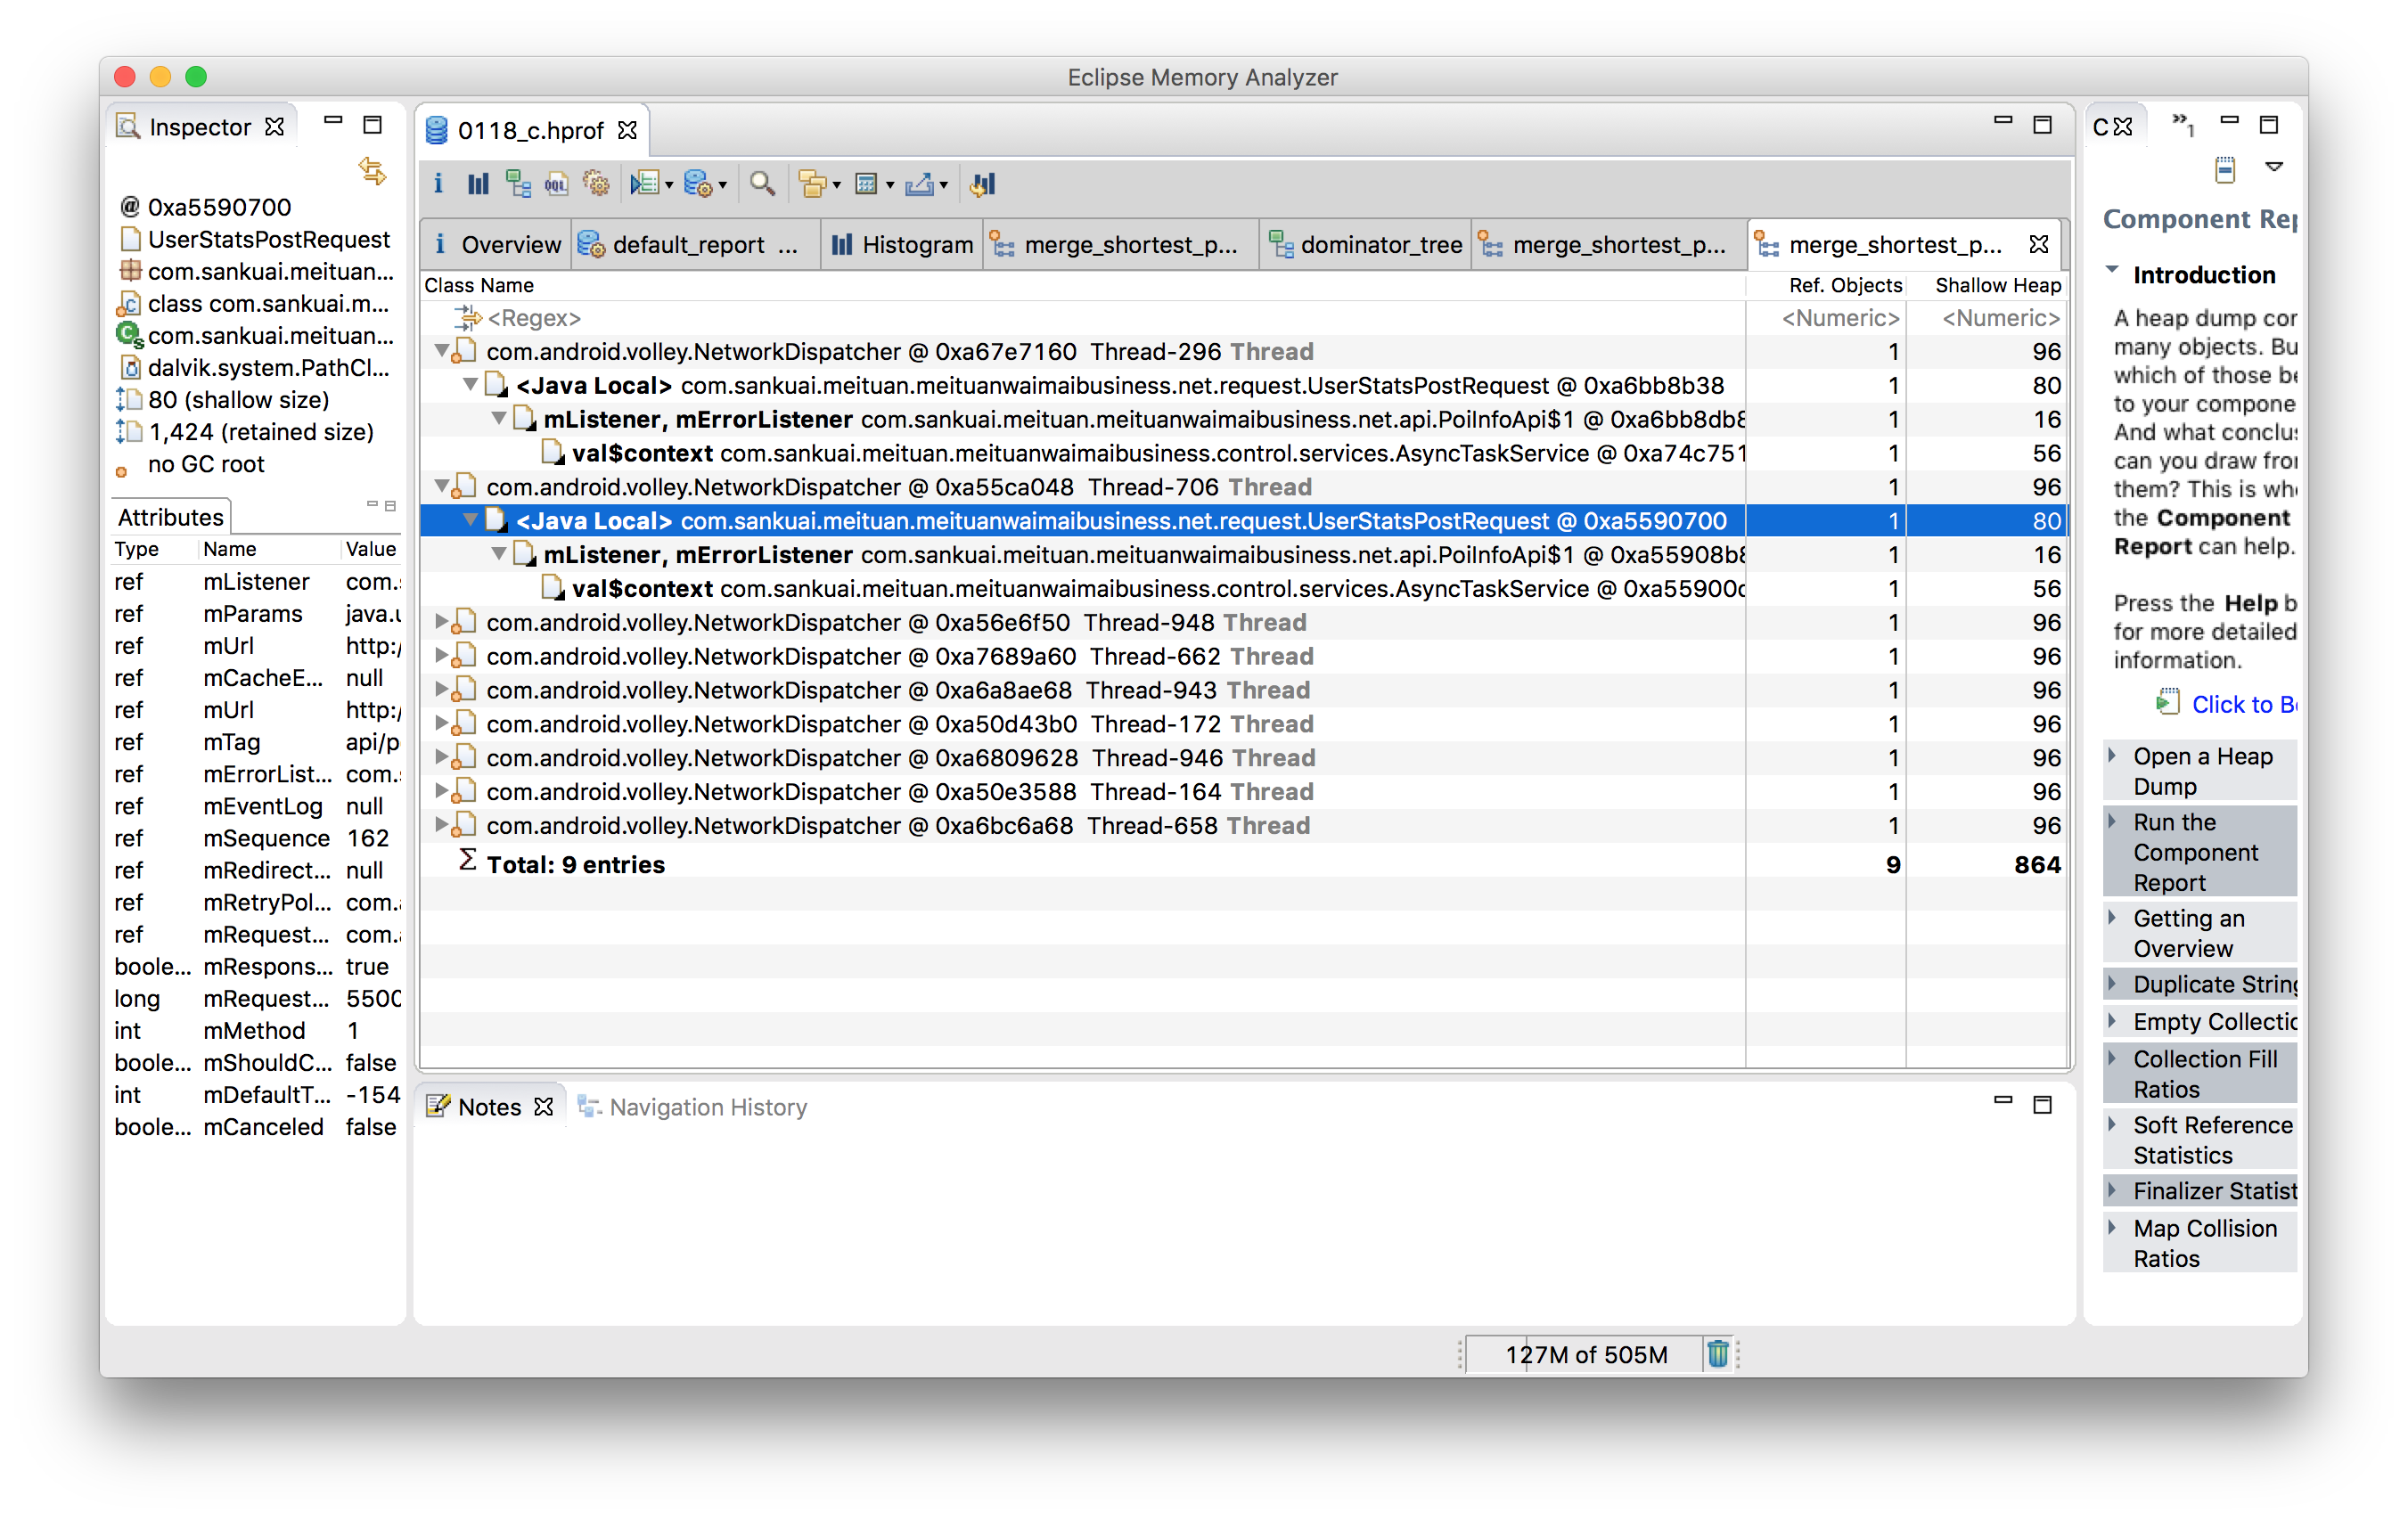 Eclipse Memory Analyzer
Inspector
@ 0xa5590700
UserStatsPostRequest
com.sankuai.meituan...
class com.sankuai.m...
com.sankuai.meituan...
dalvik.system.PathCl...
80 (shallow size)
1,424 (retained size)
no GC root
Attributes
Type Name Value
ref mListener com.s
ref mParams java.u
ref mUrl http:/
ref mCacheE... null
ref mUrl http:/
ref mTag api/p
ref mErrorList... com.s
ref mEventLog null
ref mSequence 162
ref mRedirect... null
ref mRetryPol... com.a
ref mRequest... com.a
boole... mRespons... true
long mRequest... 5500
int mMethod 1
boole... mShouldC... false
int mDefaultT... -154
boole... mCanceled false
0118_c.hprof
i OQL
i Overview default_report ... Histogram merge_shortest_p... dominator_tree merge_shortest_p... merge_shortest_p...
Class Name Ref. Objects Shallow Heap
<Regex> <Numeric> <Numeric>
com.android.volley.NetworkDispatcher @ 0xa67e7160 Thread-296 Thread 1 96
<Java Local> com.sankuai.meituan.meituanwaimaibusiness.net.request.UserStatsPostRequest @ 0xa6bb8b38 1 80
mListener, mErrorListener com.sankuai.meituan.meituanwaimaibusiness.net.api.PoiInfoApi$1 @ 0xa6bb8db8 1 16
val$context com.sankuai.meituan.meituanwaimaibusiness.control.services.AsyncTaskService @ 0xa74c751 1 56
com.android.volley.NetworkDispatcher @ 0xa55ca048 Thread-706 Thread 1 96
<Java Local> com.sankuai.meituan.meituanwaimaibusiness.net.request.UserStatsPostRequest @ 0xa5590700 1 80
mListener, mErrorListener com.sankuai.meituan.meituanwaimaibusiness.net.api.PoiInfoApi$1 @ 0xa55908b8 1 16
val$context com.sankuai.meituan.meituanwaimaibusiness.control.services.AsyncTaskService @ 0xa55900c 1 56
com.android.volley.NetworkDispatcher @ 0xa56e6f50 Thread-948 Thread 1 96
com.android.volley.NetworkDispatcher @ 0xa7689a60 Thread-662 Thread 1 96
com.android.volley.NetworkDispatcher @ 0xa6a8ae68 Thread-943 Thread 1 96
com.android.volley.NetworkDispatcher @ 0xa50d43b0 Thread-172 Thread 1 96
com.android.volley.NetworkDispatcher @ 0xa6809628 Thread-946 Thread 1 96
com.android.volley.NetworkDispatcher @ 0xa50e3588 Thread-164 Thread 1 96
com.android.volley.NetworkDispatcher @ 0xa6bc6a68 Thread-658 Thread 1 96
Σ Total: 9 entries 9 864
Notes Navigation History
127M of 505M
C »1
Component Rep
Introduction
A heap dump cor
many objects. Bu
which of those be
to your compone
And what conclus
can you draw fror
them? This is whe
the Component
Report can help.
Press the Help b
for more detailed
information.
Click to Be
Open a Heap
Dump
Run the
Component
Report
Getting an
Overview
Duplicate String
Empty Collectio
Collection Fill
Ratios
Soft Reference
Statistics
Finalizer Statist
Map Collision
Ratios